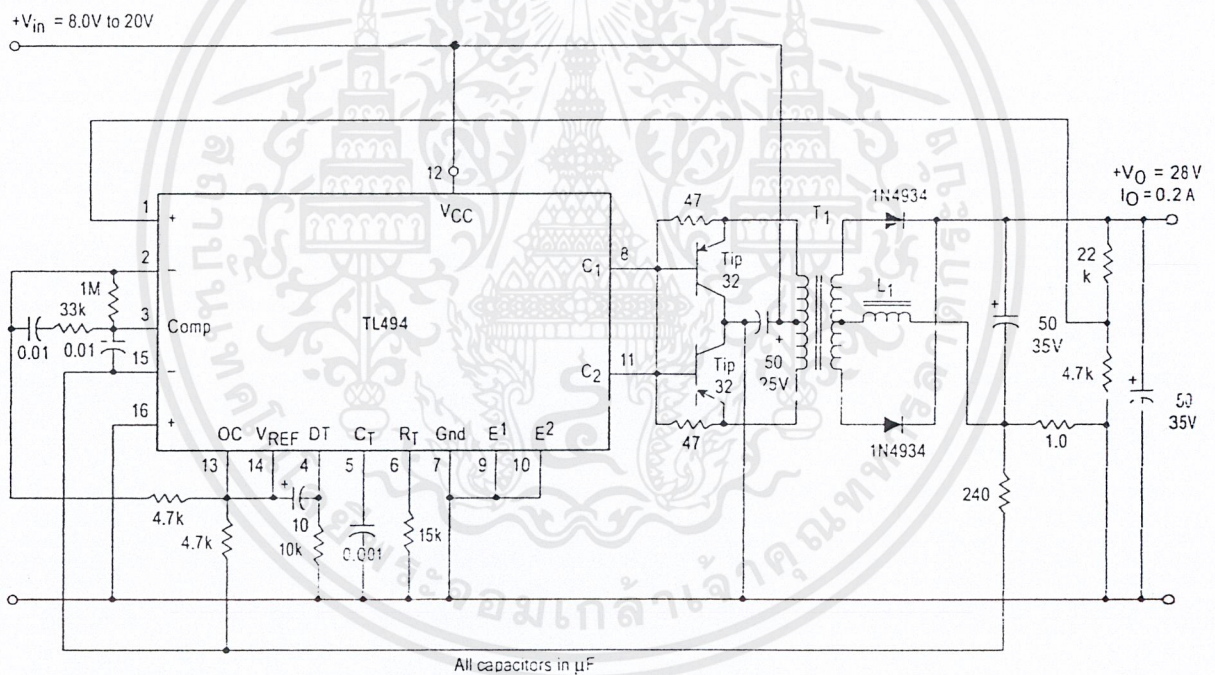 +Vin = 8.0V to 20V
12
VCC
+VO = 28V
IO = 0.2 A
1
+
2
−
1M
33k
3
Comp
0.01
0.01
15
−
16
+
TL494
C1
8
C2
11
47
Tip
32
Tip
32
47
+
50
25V
T1
1N4934
L1
1N4934
+
50
35V
22
k
4.7k
1.0
+
50
35V
240
OC
VREF
DT
CT
RT
Gnd
E1
E2
13
14
4
5
6
7
9
10
+
10
4.7k
4.7k
10k
0.001
15k
All capacitors in µF